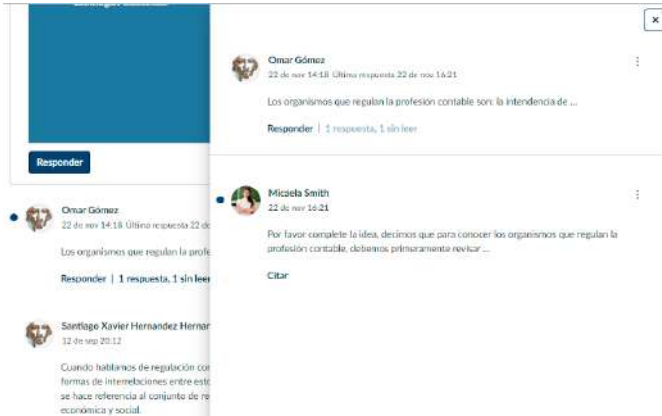 Responder
Omar Gómez
22 de nov 14:18 Última respuesta 22 de
Los organismos que regulan la profe
Responder | 1 respuesta, 1 sin leer
Santiago Xavier Hernandez Hernar
12 de sep 20:12
Cuando hablamos de regulación con
formas de interrelaciones entre esto
se hace referencia al conjunto de re
económica y social.
×
Omar Gómez
22 de nov 14:18 Última respuesta 22 de nov 16:21
Los organismos que regulan la profesión contable son: la intendencia de ...
Responder | 1 respuesta, 1 sin leer
Micaela Smith
22 de nov 16:21
Por favor complete la idea, decimos que para conocer los organismos que regulan la
profesión contable, debemos primeramente revisar ...
Citar